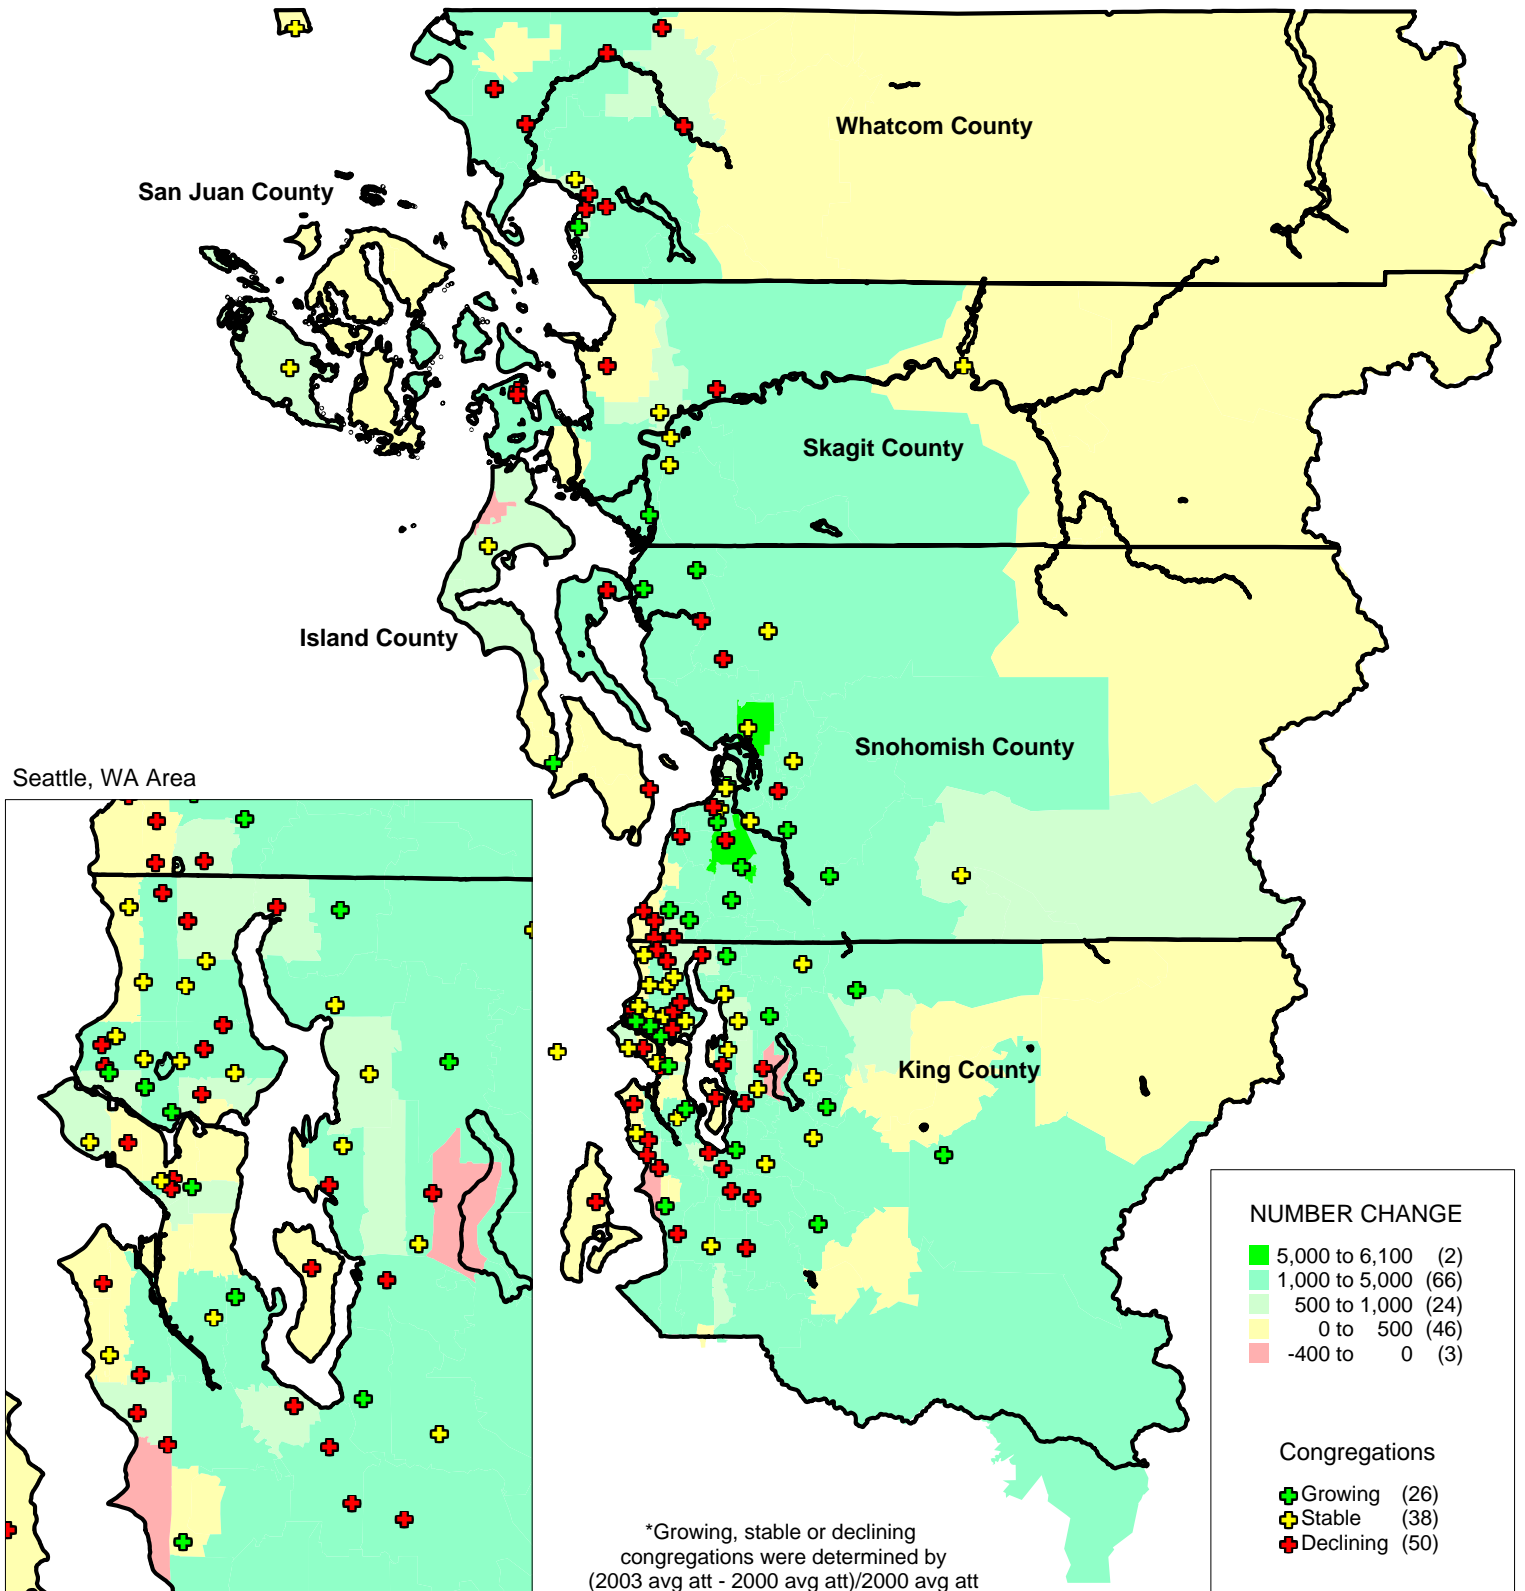 Whatcom County
San Juan County
Skagit County
Island County
Snohomish County
Seattle, WA Area
King County
NUMBER CHANGE
5,000 to 6,100 (2)
1,000 to 5,000 (66)
500 to 1,000 (24)
0 to 500 (46)
-400 to 0 (3)
Congregations
Growing (26)
Stable (38)
Declining (50)
*Growing, stable or declining
congregations were determined by
(2003 avg att - 2000 avg att)/2000 avg att